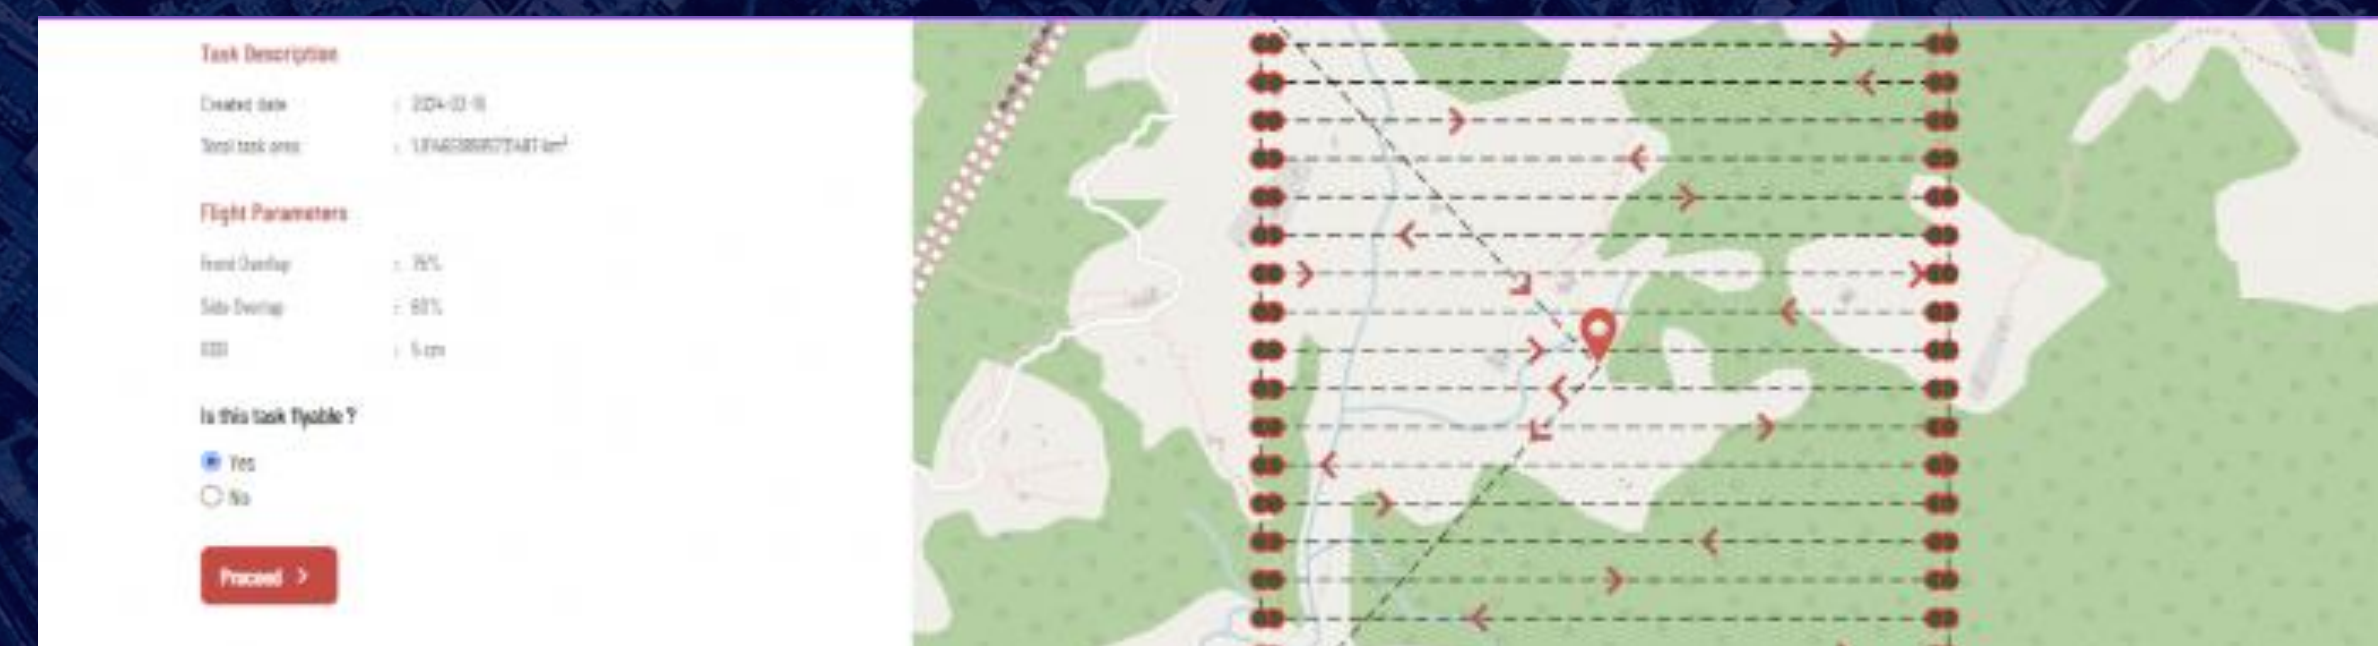 Task Description
Created date :
Total task area : km²
Flight Parameters
Front Overlap : 75%
Side Overlap : 60%
GSD : 5 cm
Is this task flyable ?
Yes
No
Proceed